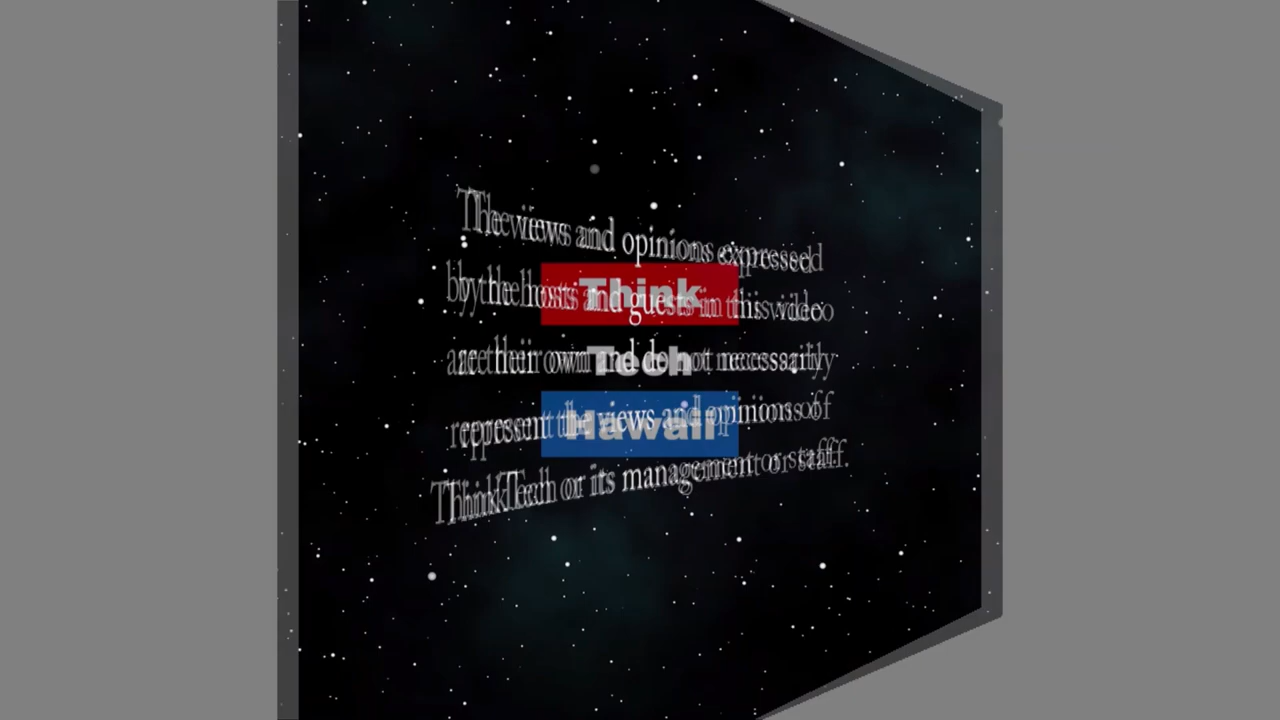 The views and opinions expressed
by the hosts and guests in this video
are their own and do not necessarily
represent the views and opinions of
ThinkTech or its management or staff.
Think
Tech
Hawaii